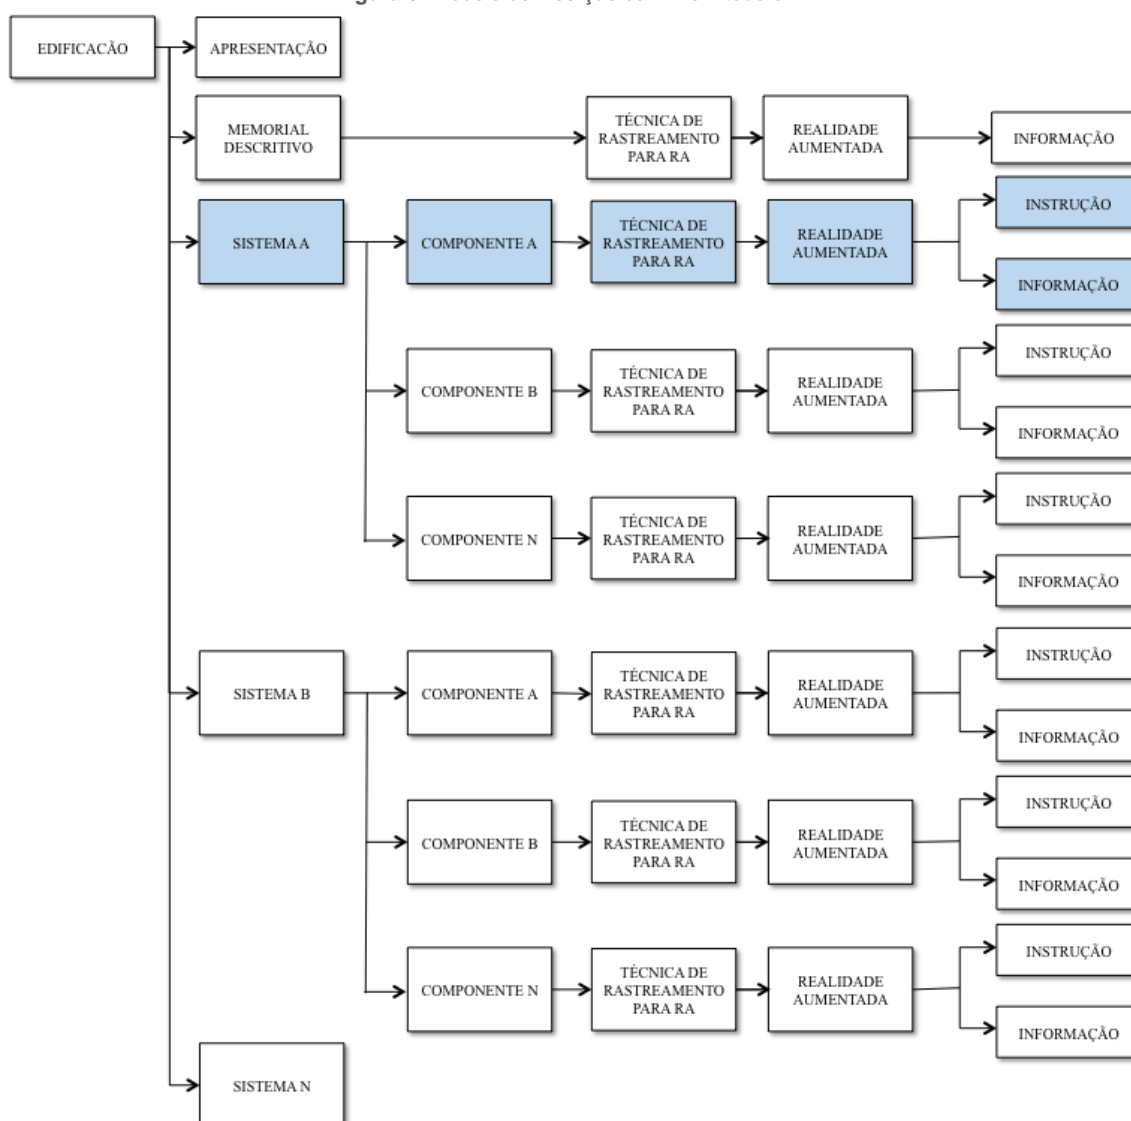 EDIFICACÃO
APRESENTAÇÃO
MEMORIAL
DESCRITIVO
TÉCNICA DE
RASTREAMENTO
PARA RA
REALIDADE
AUMENTADA
INFORMAÇÃO
SISTEMA A
COMPONENTE A
TÉCNICA DE
RASTREAMENTO
PARA RA
REALIDADE
AUMENTADA
INSTRUÇÃO
INFORMAÇÃO
COMPONENTE B
TÉCNICA DE
RASTREAMENTO
PARA RA
REALIDADE
AUMENTADA
INSTRUÇÃO
INFORMAÇÃO
COMPONENTE N
TÉCNICA DE
RASTREAMENTO
PARA RA
REALIDADE
AUMENTADA
INSTRUÇÃO
INFORMAÇÃO
SISTEMA B
COMPONENTE A
TÉCNICA DE
RASTREAMENTO
PARA RA
REALIDADE
AUMENTADA
INSTRUÇÃO
INFORMAÇÃO
COMPONENTE B
TÉCNICA DE
RASTREAMENTO
PARA RA
REALIDADE
AUMENTADA
INSTRUÇÃO
INFORMAÇÃO
COMPONENTE N
TÉCNICA DE
RASTREAMENTO
PARA RA
REALIDADE
AUMENTADA
INSTRUÇÃO
INFORMAÇÃO
SISTEMA N